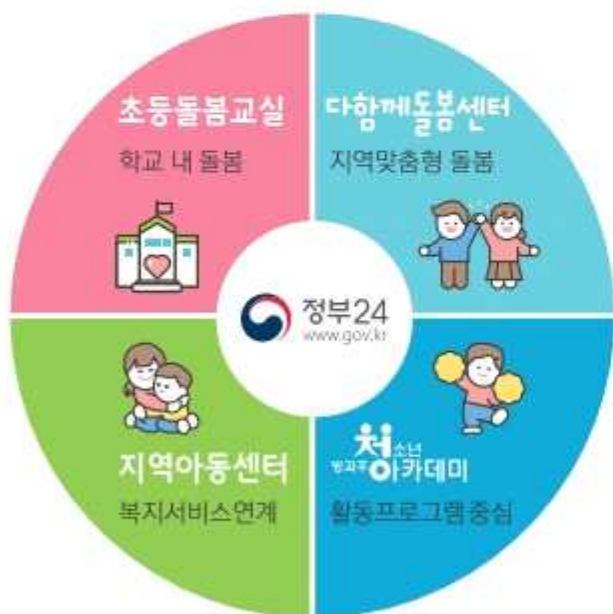 초등돌봄교실
학교 내 돌봄
다함께돌봄센터
지역맞춤형 돌봄
정부24
www.gov.kr
지역아동센터
복지서비스연계
청소년
방과후아카데미
활동프로그램 중심